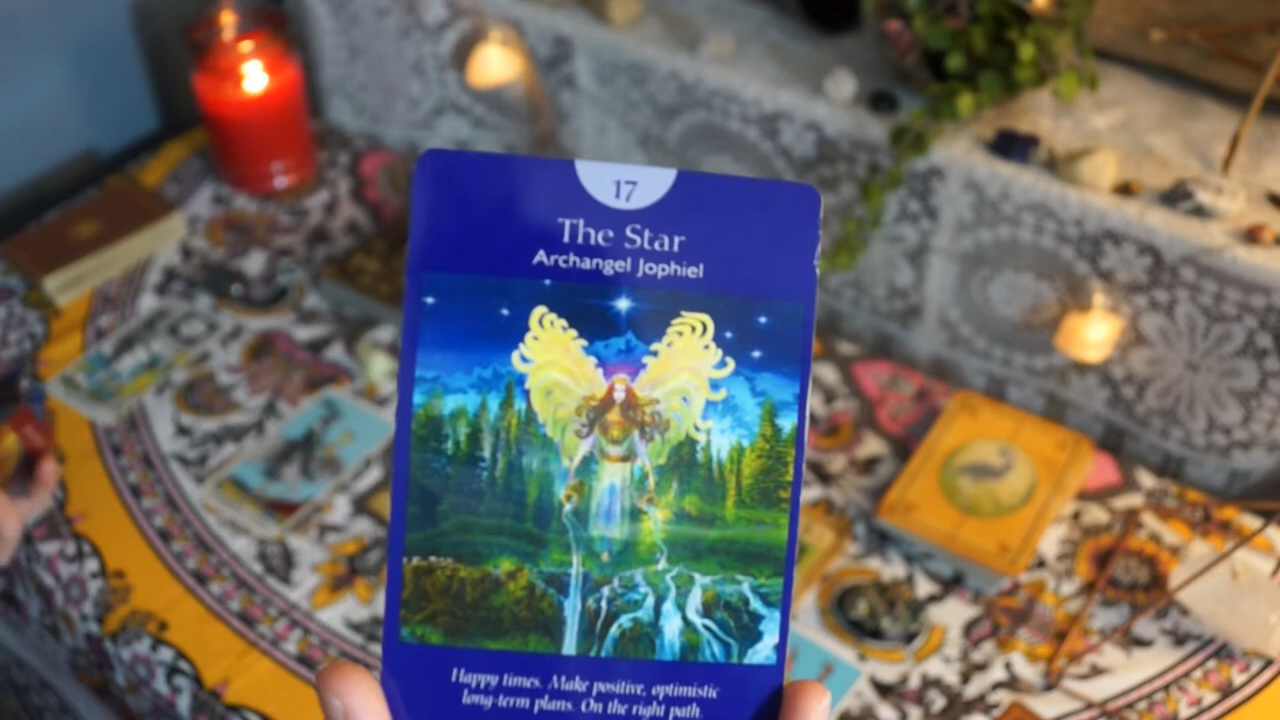 17
The Star
Archangel Jophiel
Happy times. Make positive, optimistic
long-term plans. On the right path